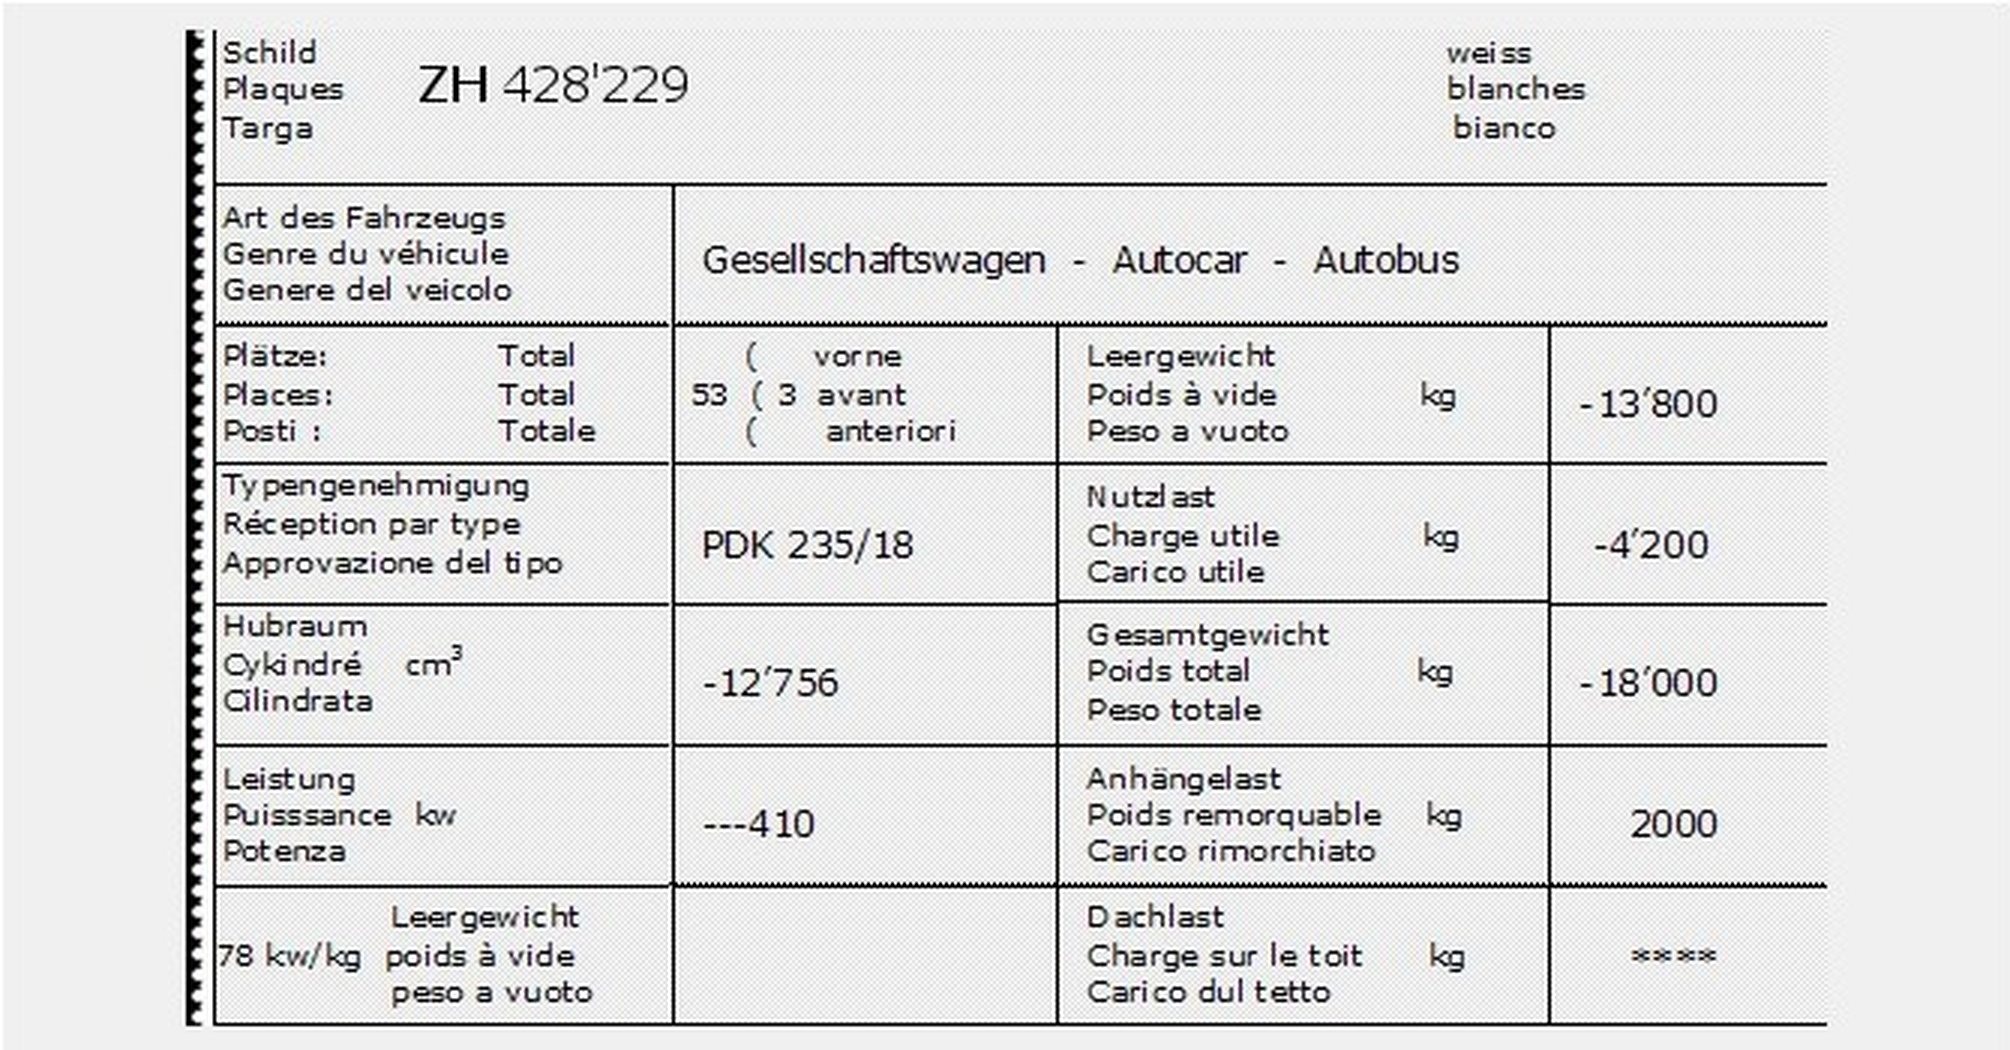 Schild weiss
Plaques ZH 428'229 blanches
Targa bianco
Art des Fahrzeugs
Genre du véhicule Gesellschaftswagen - Autocar - Autobus
Genere del veicolo
Plätze: Total ( vorne Leergewicht
Places: Total 53 ( 3 avant Poids à vide kg -13’800
Posti : Totale ( anteriori Peso a vuoto
Typengenehmigung Nutzlast
Réception par type PDK 235/18 Charge utile kg -4’200
Approvazione del tipo Carico utile
Hubraum Gesamtgewicht
Cykindré cm³ -12’756 Poids total kg -18’000
Cilindrata Peso totale
Leistung Anhängelast
Puisssance kw ---410 Poids remorquable kg 2000
Potenza Carico rimorchiato
Leergewicht Dachlast
78 kw/kg poids à vide Charge sur le toit kg ****
peso a vuoto Carico dul tetto